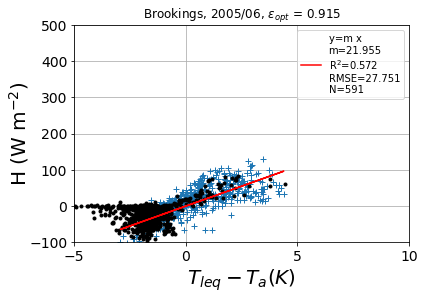 Brookings, 2005/06, ε_opt = 0.915
y=m x
m=21.955
R²=0.572
RMSE=27.751
N=591
H (W m⁻²)
500
400
300
200
100
0
−100
−5
0
5
10
T_leq − T_a(K)